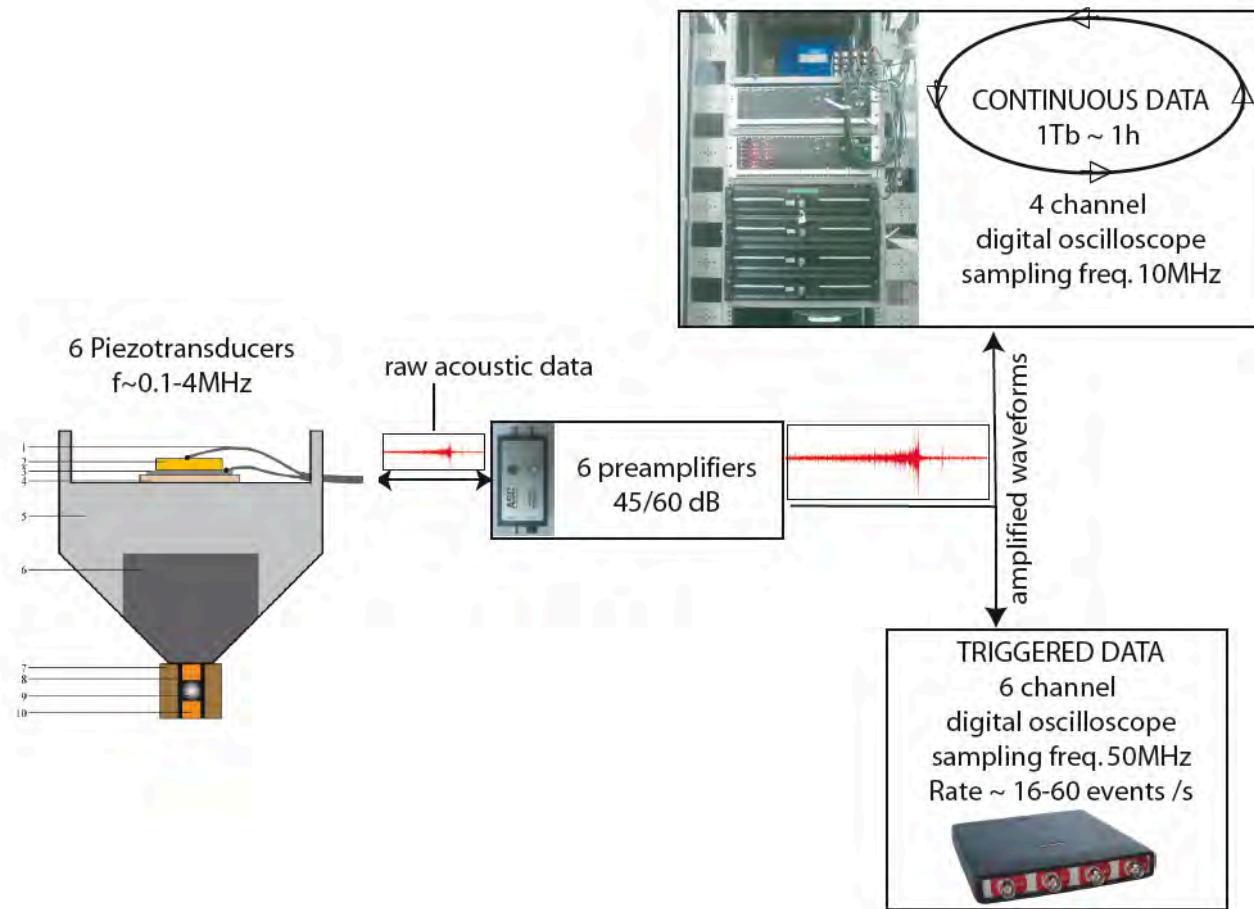 CONTINUOUS DATA
1Tb ~ 1h
4 channel
digital oscilloscope
sampling freq. 10MHz
6 Piezotransducers
f~0.1-4MHz
raw acoustic data
1
2
3
4
5
6
7
8
9
10
ASC
6 preamplifiers
45/60 dB
amplified waveforms
TRIGGERED DATA
6 channel
digital oscilloscope
sampling freq. 50MHz
Rate ~ 16-60 events /s